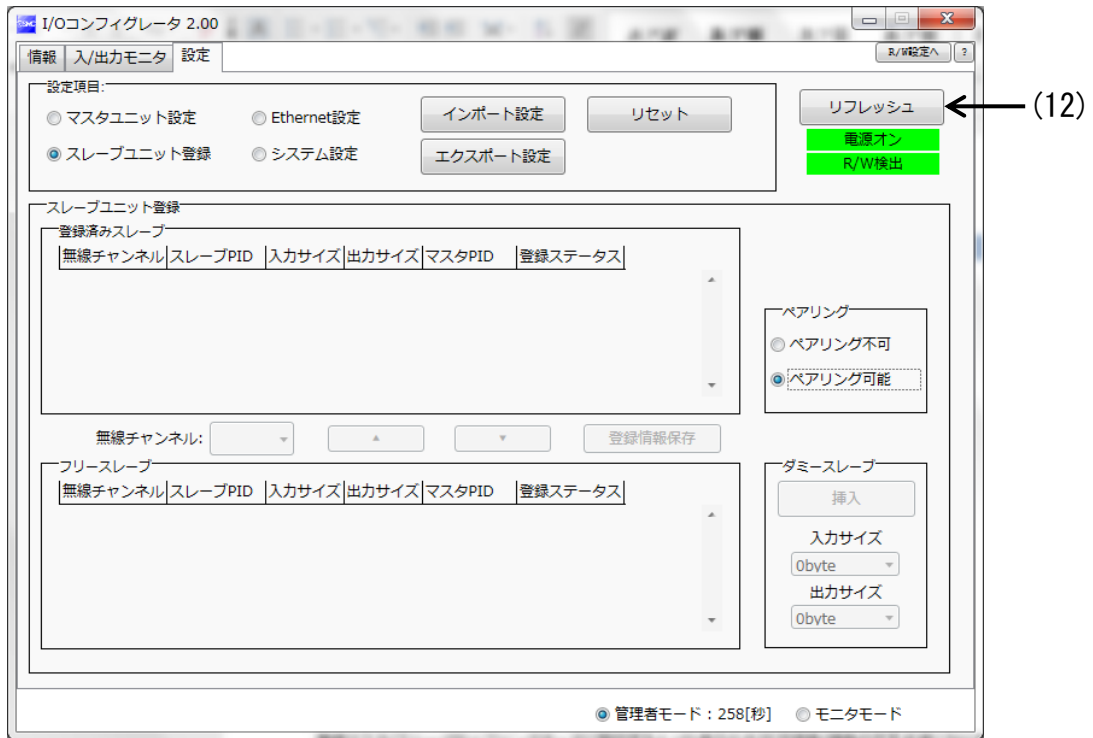 I/Oコンフィグレータ 2.00
情報 入/出力モニタ 設定
R/W設定へ ?
設定項目:
マスタユニット設定 Ethernet設定 インポート設定 リセット リフレッシュ (12)
スレーブユニット登録 システム設定 エクスポート設定
電源オン
R/W検出
スレーブユニット登録
登録済みスレーブ
無線チャンネル スレーブPID 入力サイズ 出力サイズ マスタPID 登録ステータス
ペアリング
ペアリング不可
ペアリング可能
無線チャンネル: ▲ ▼ 登録情報保存
フリースレーブ
無線チャンネル スレーブPID 入力サイズ 出力サイズ マスタPID 登録ステータス
ダミースレーブ
挿入
入力サイズ
0byte
出力サイズ
0byte
管理者モード : 258[秒] モニタモード